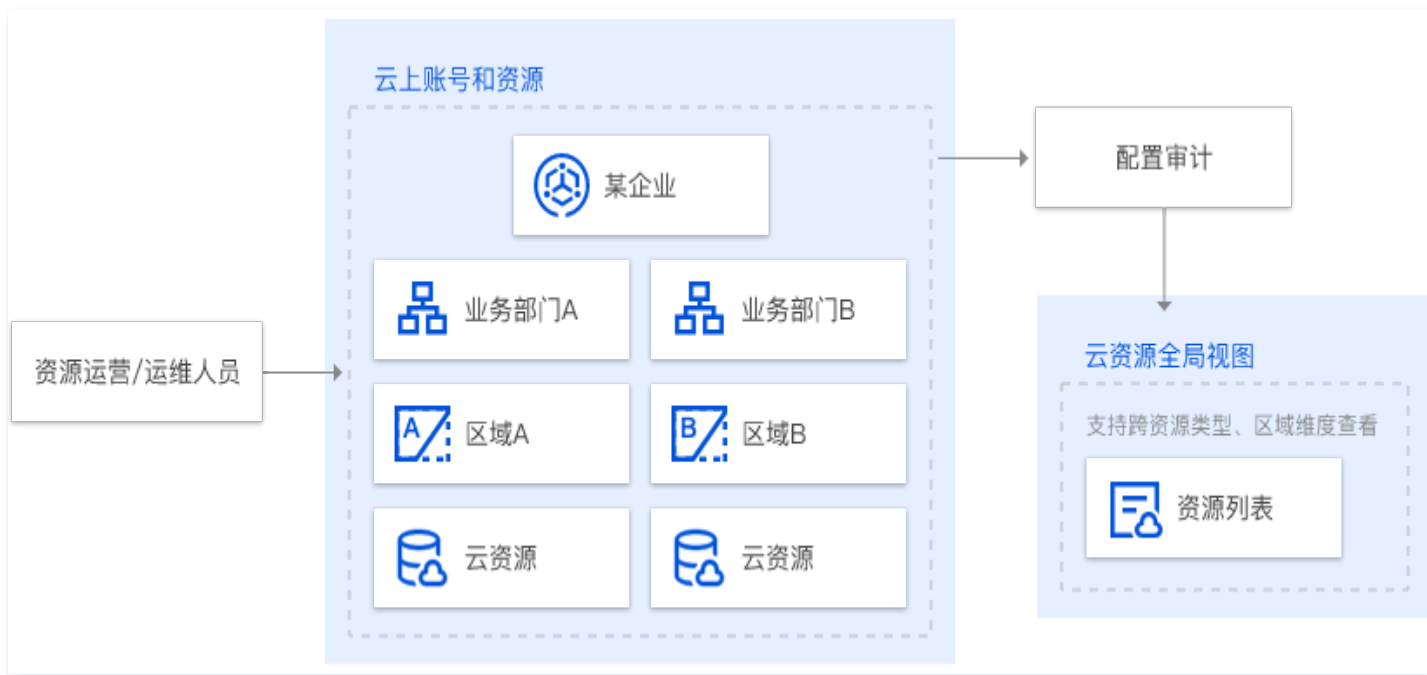 资源运营/运维人员
云上账号和资源
某企业
业务部门A
业务部门B
A
区域A
B
区域B
云资源
云资源
配置审计
云资源全局视图
支持跨资源类型、区域维度查看
资源列表